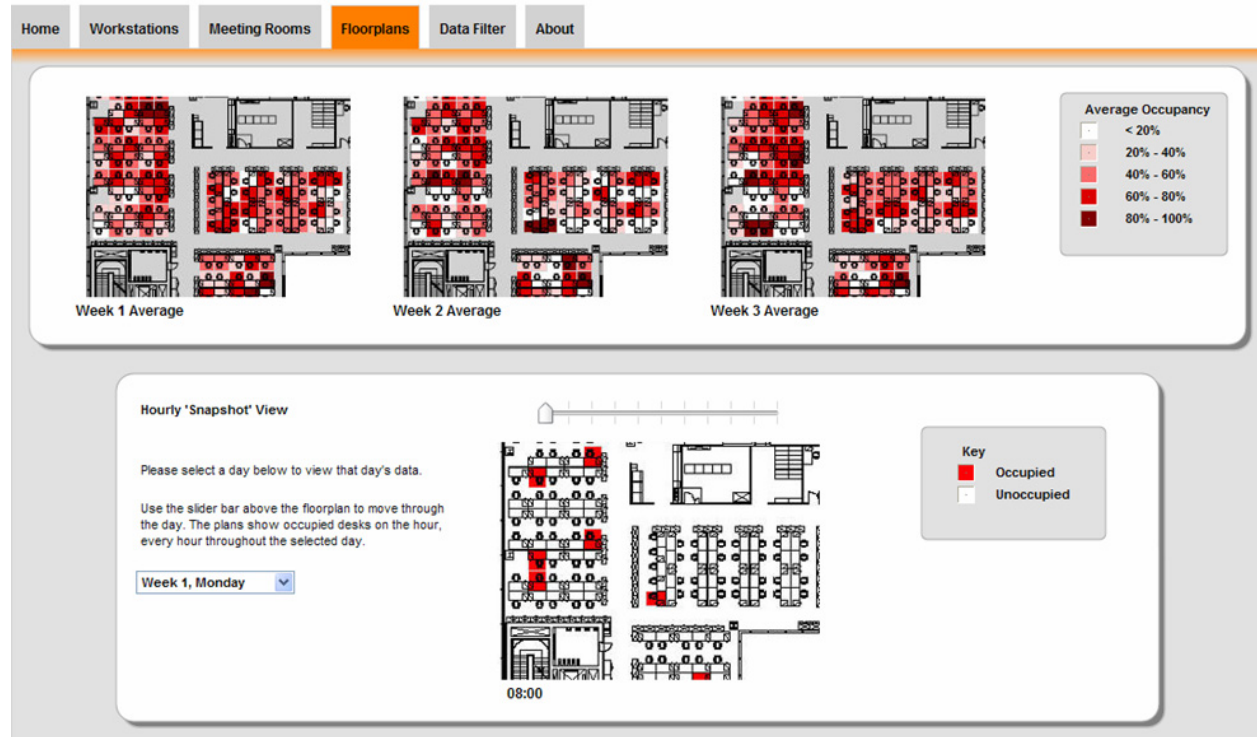 Home
Workstations
Meeting Rooms
Floorplans
Data Filter
About
Week 1 Average
Week 2 Average
Week 3 Average
Average Occupancy
< 20%
20% - 40%
40% - 60%
60% - 80%
80% - 100%
Hourly 'Snapshot' View
Please select a day below to view that day's data.
Use the slider bar above the floorplan to move through
the day. The plans show occupied desks on the hour,
every hour throughout the selected day.
Week 1, Monday
08:00
Key
Occupied
Unoccupied